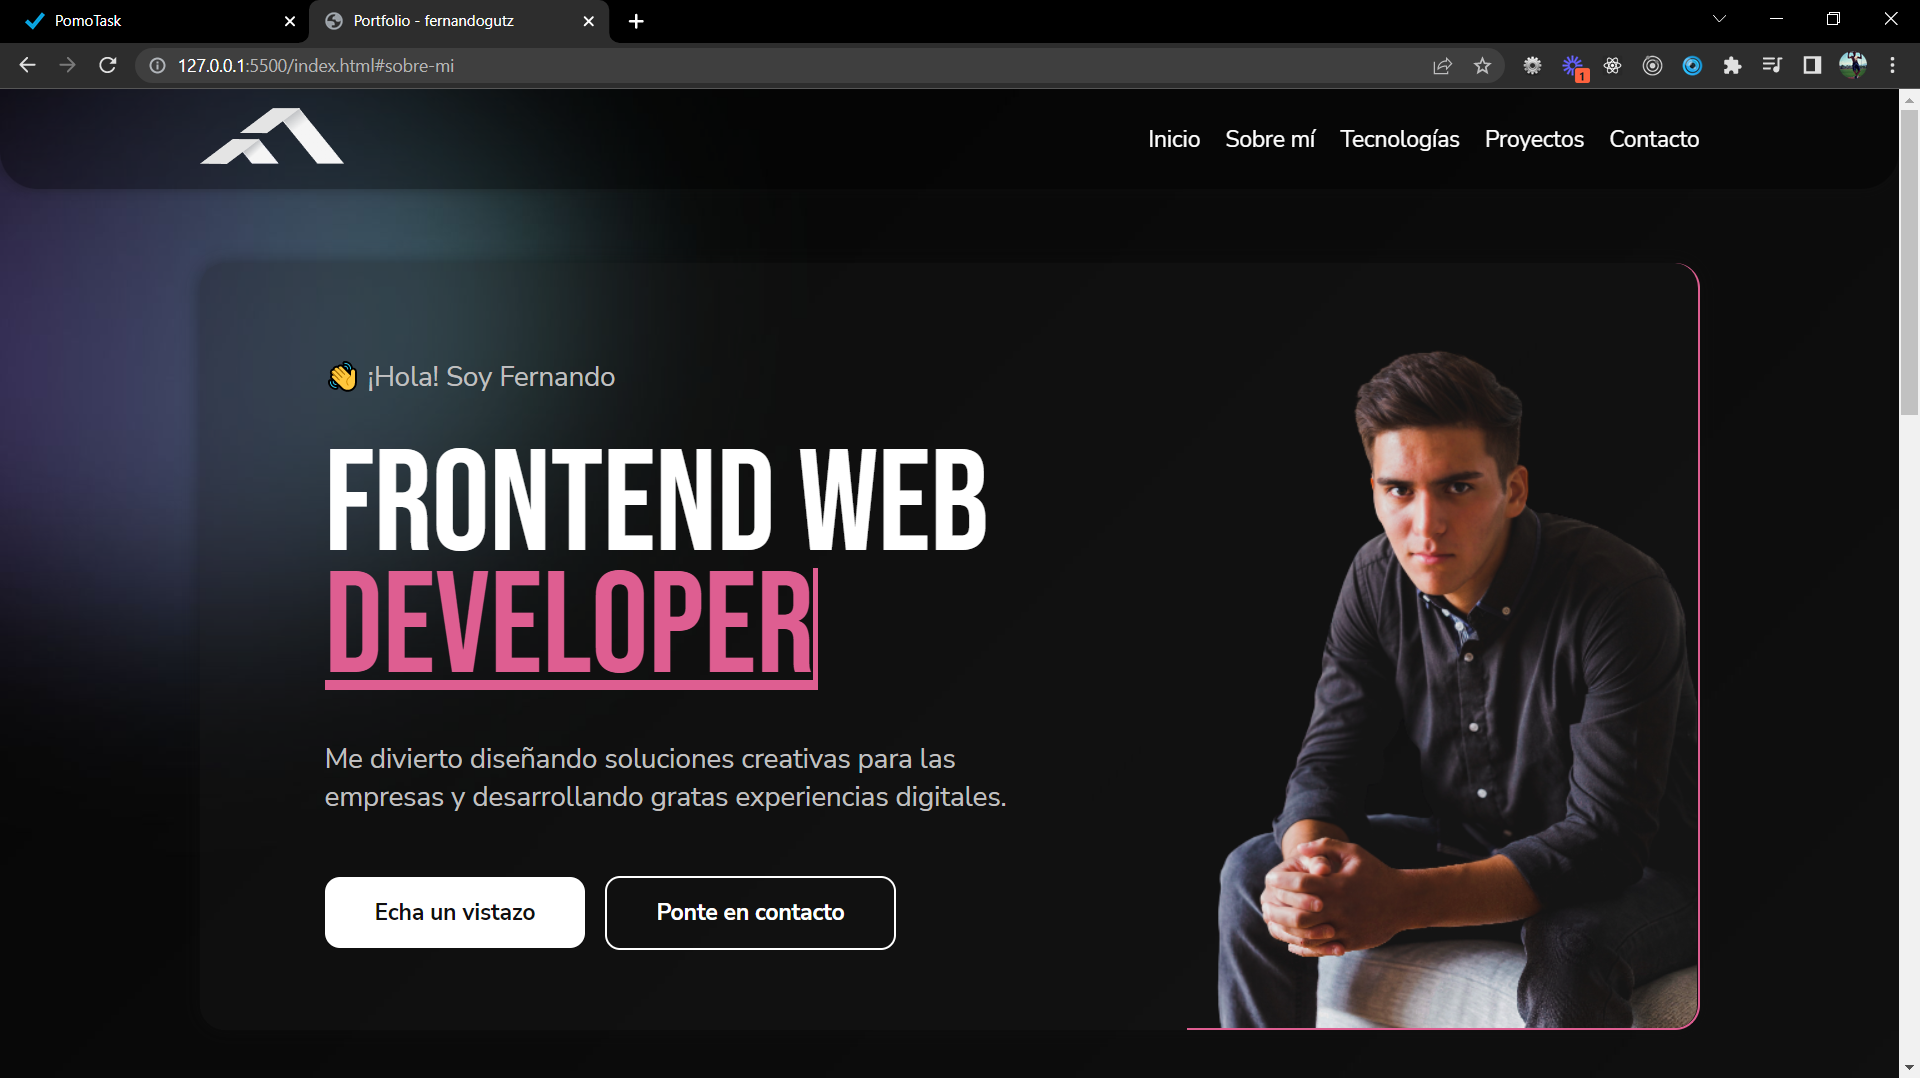 PomoTask
Portfolio - fernandogutz
127.0.0.1:5500/index.html#sobre-mi
1
Inicio Sobre mí Tecnologías Proyectos Contacto
👋 ¡Hola! Soy Fernando
FRONTEND WEB
DEVELOPER
Me divierto diseñando soluciones creativas para las
empresas y desarrollando gratas experiencias digitales.
Echa un vistazo Ponte en contacto